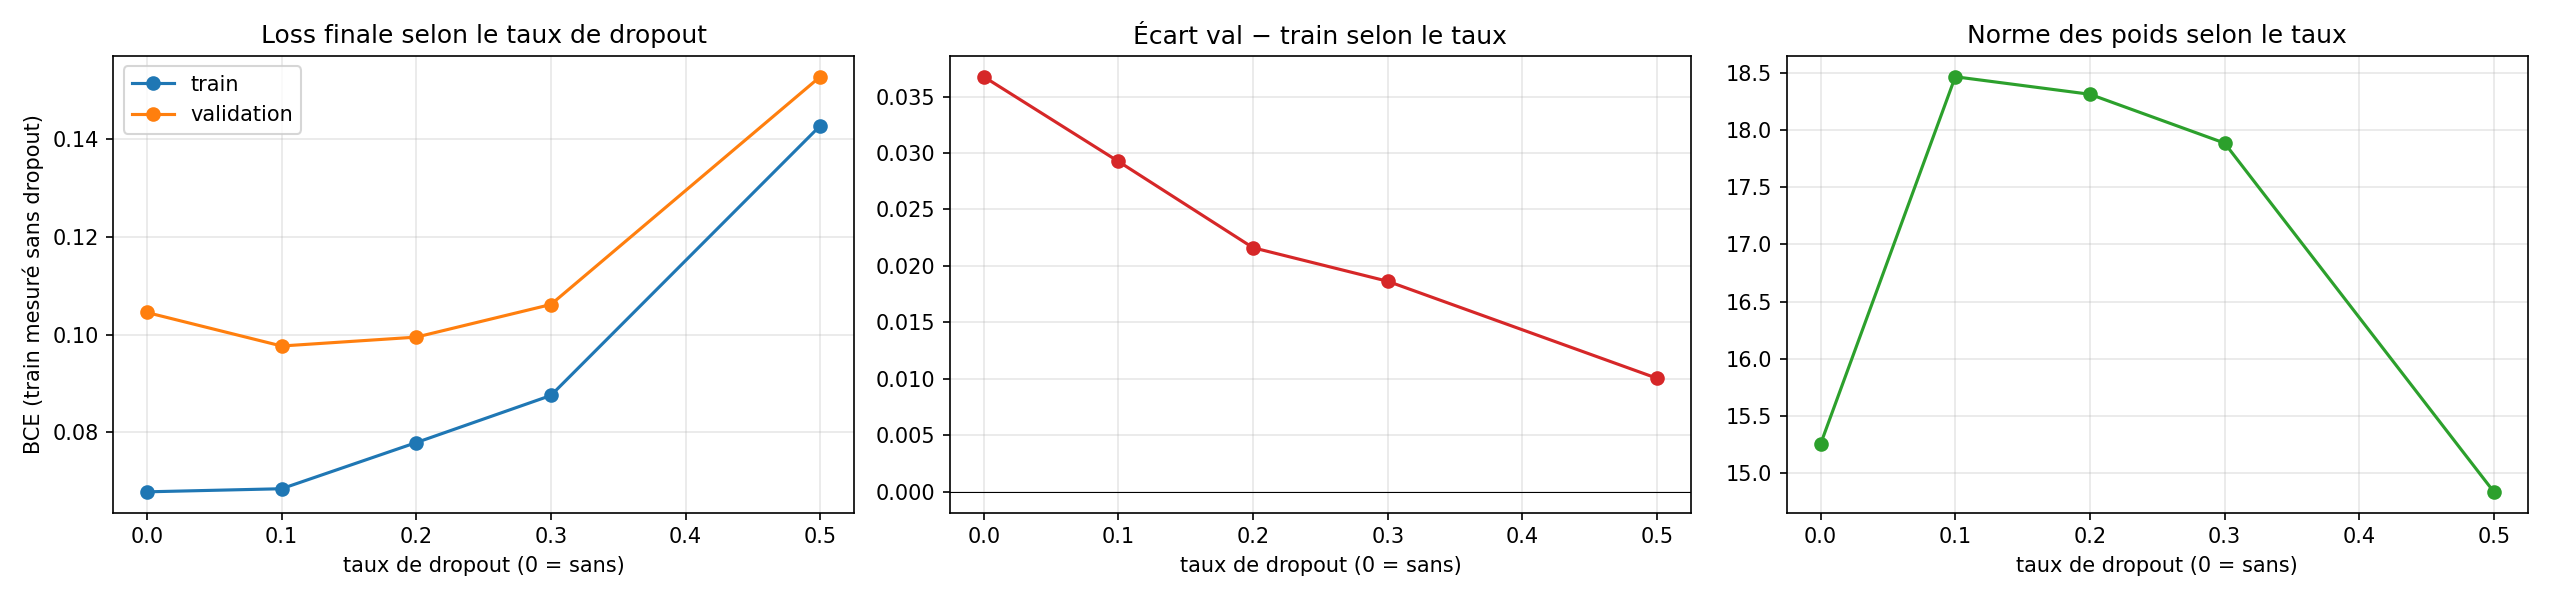 Loss finale selon le taux de dropout
BCE (train mesuré sans dropout)
0.14
0.12
0.10
0.08
train
validation
0.0 0.1 0.2 0.3 0.4 0.5
taux de dropout (0 = sans)
Écart val − train selon le taux
0.035
0.030
0.025
0.020
0.015
0.010
0.005
0.000
0.0 0.1 0.2 0.3 0.4 0.5
taux de dropout (0 = sans)
Norme des poids selon le taux
18.5
18.0
17.5
17.0
16.5
16.0
15.5
15.0
0.0 0.1 0.2 0.3 0.4 0.5
taux de dropout (0 = sans)